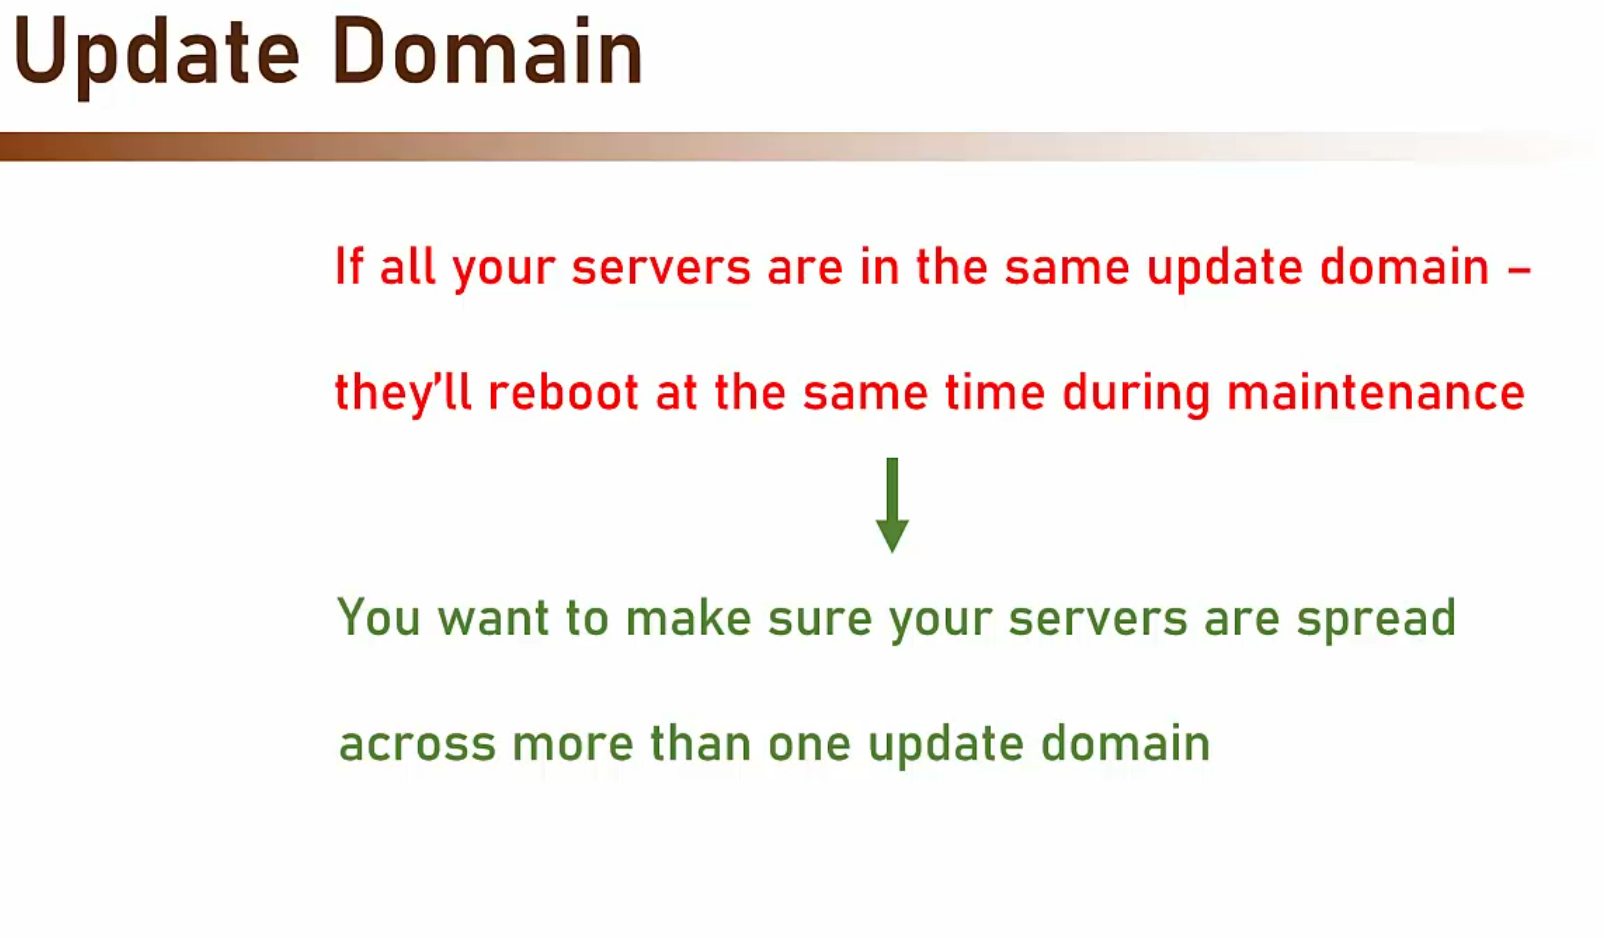 Update Domain
If all your servers are in the same update domain –
they’ll reboot at the same time during maintenance
You want to make sure your servers are spread
across more than one update domain